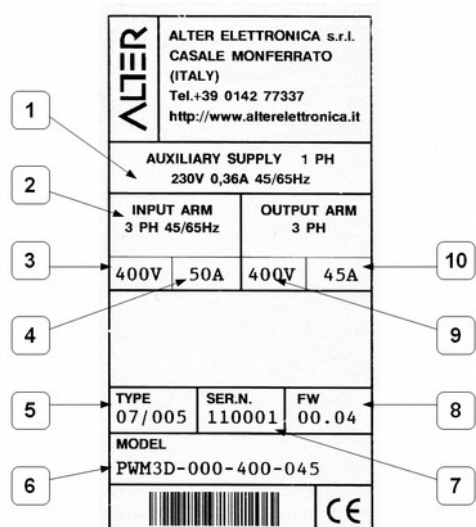 ALTER
ALTER ELETTRONICA s.r.l.
CASALE MONFERRATO
(ITALY)
Tel.+39 0142 77337
http://www.alterelettronica.it
1
AUXILIARY SUPPLY 1 PH
230V 0,36A 45/65Hz
2
INPUT ARM
3 PH 45/65Hz
OUTPUT ARM
3 PH
3
400V 50A 400V 45A
10
4
9
5
TYPE
07/005
SER.N.
110001
FW
00.04
8
MODEL
PWM3D-000-400-045
6
7
CE